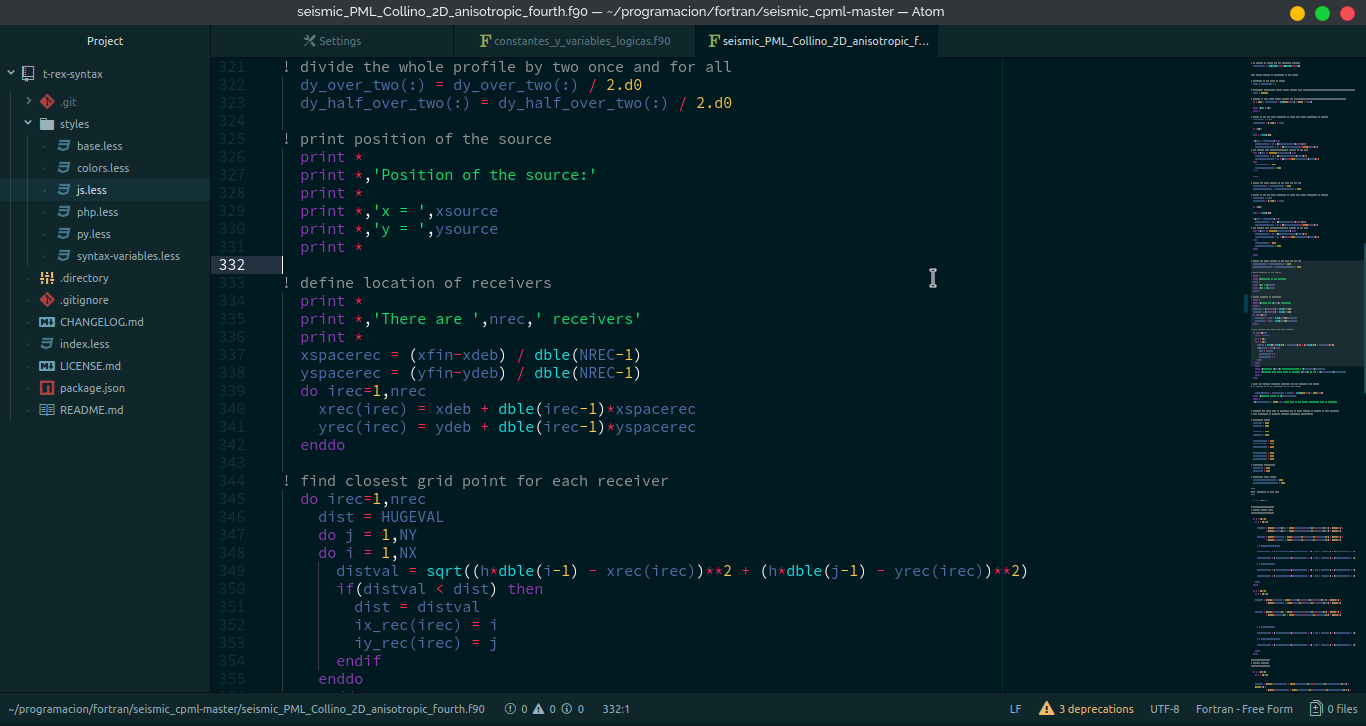 seismic_PML_Collino_2D_anisotropic_fourth.f90 — ~/programacion/fortran/seismic_cpml-master — Atom
Project
Settings
constantes_y_variables_logicas.f90
seismic_PML_Collino_2D_anisotropic_f...
t-rex-syntax
.git
styles
base.less
colors.less
js.less
php.less
py.less
syntax-variables.less
.directory
.gitignore
CHANGELOG.md
index.less
LICENSE.md
package.json
README.md
321 ! divide the whole profile by two once and for all
322 dy_over_two(:) = dy_over_two(:) / 2.d0
323 dy_half_over_two(:) = dy_half_over_two(:) / 2.d0
324
325 ! print position of the source
326 print *
327 print *,'Position of the source:'
328 print *
329 print *,'x = ',xsource
330 print *,'y = ',ysource
331 print *
332
333 ! define location of receivers
334 print *
335 print *,'There are ',nrec,' receivers'
336 print *
337 xspacerec = (xfin-xdeb) / dble(NREC-1)
338 yspacerec = (yfin-ydeb) / dble(NREC-1)
339 do irec=1,nrec
340 xrec(irec) = xdeb + dble(irec-1)*xspacerec
341 yrec(irec) = ydeb + dble(irec-1)*yspacerec
342 enddo
343
344 ! find closest grid point for each receiver
345 do irec=1,nrec
346 dist = HUGEVAL
347 do j = 1,NY
348 do i = 1,NX
349 distval = sqrt((h*dble(i-1) - xrec(irec))**2 + (h*dble(j-1) - yrec(irec))**2)
350 if(distval < dist) then
351 dist = distval
352 ix_rec(irec) = i
353 iy_rec(irec) = j
354 endif
355 enddo
~/programacion/fortran/seismic_cpml-master/seismic_PML_Collino_2D_anisotropic_fourth.f90 0 0 0 332:1 LF 3 deprecations UTF-8 Fortran - Free Form 0 files